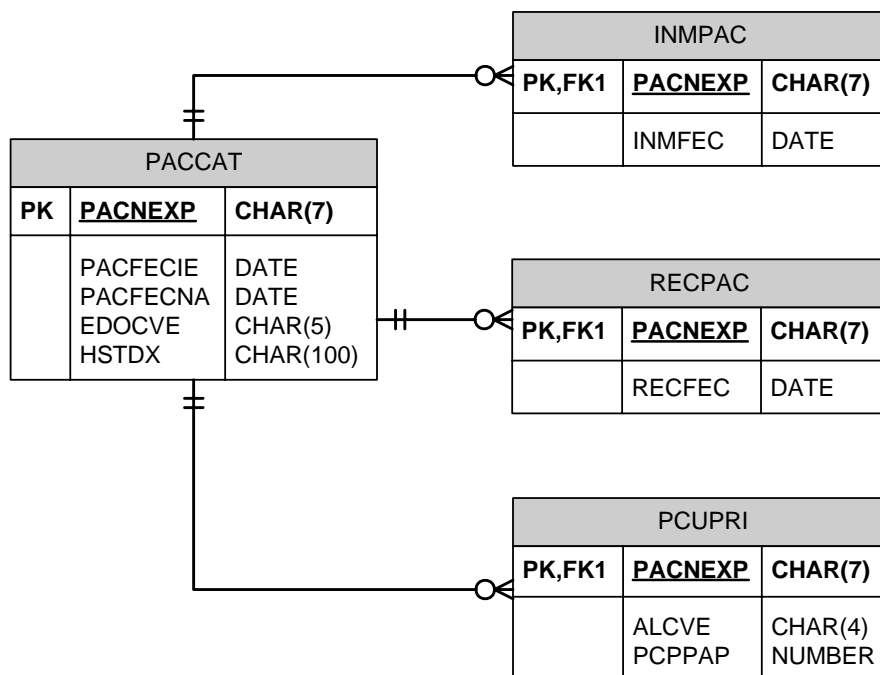 INMPAC
PK,FK1 PACNEXP CHAR(7)
INMFEC DATE
PACCAT
PK PACNEXP CHAR(7)
PACFECIE DATE
PACFECNA DATE
EDOCVE CHAR(5)
HSTDX CHAR(100)
RECPAC
PK,FK1 PACNEXP CHAR(7)
RECFEC DATE
PCUPRI
PK,FK1 PACNEXP CHAR(7)
ALCVE CHAR(4)
PCPPAP NUMBER